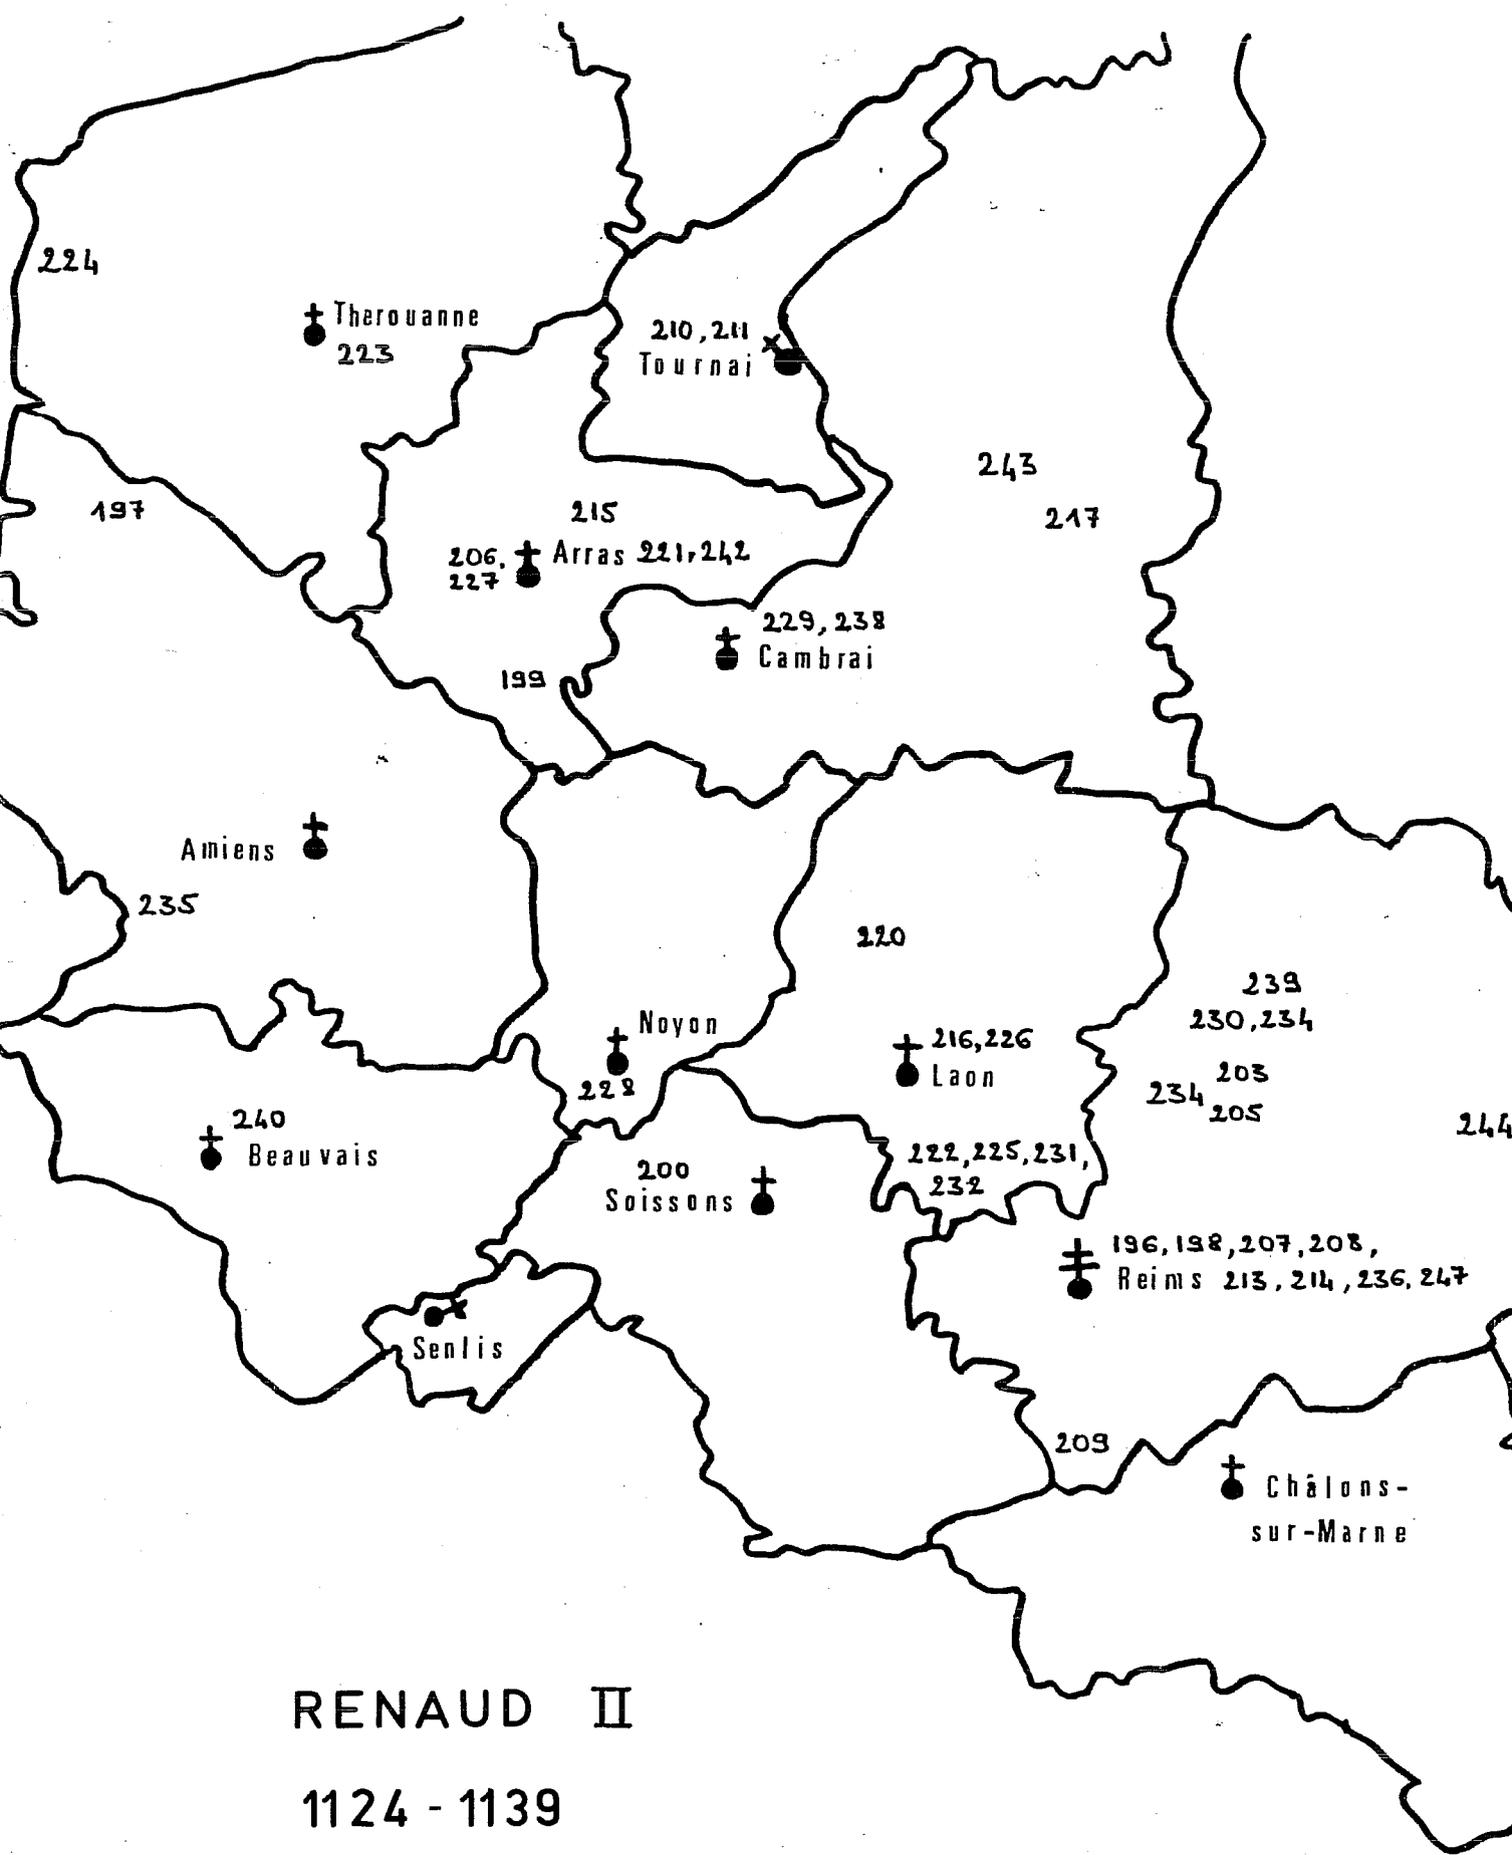 224
Therouanne
223
210, 211
Tournai
243
197
215
217
206, Arras 221, 242
227
229, 238
Cambrai
199
Amiens
235
220
239
230, 234
Noyon
216, 226
Laon
203
234
205
228
240
Beauvais
244
222, 225, 231,
232
200
Soissons
196, 198, 207, 208,
Reims 213, 214, 236, 247
Senlis
209
Châlons-
sur-Marne
RENAUD II
1124 - 1139